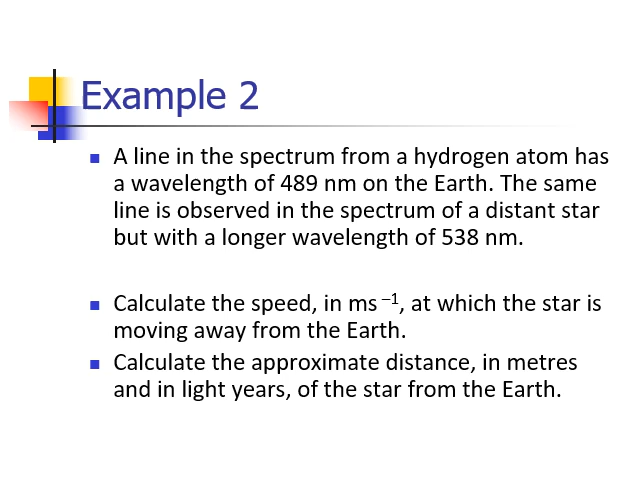 Example 2
A line in the spectrum from a hydrogen atom has
a wavelength of 489 nm on the Earth. The same
line is observed in the spectrum of a distant star
but with a longer wavelength of 538 nm.
Calculate the speed, in ms –1, at which the star is
moving away from the Earth.
Calculate the approximate distance, in metres
and in light years, of the star from the Earth.